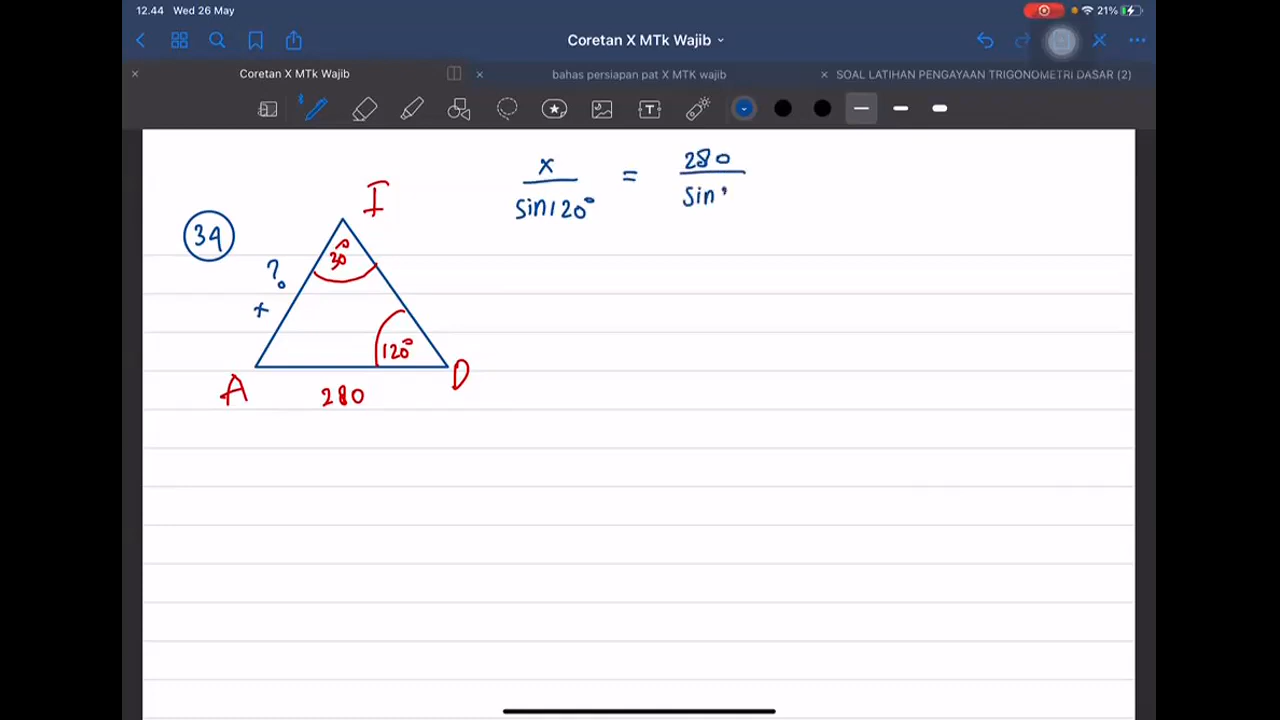 12.44 Wed 26 May
21%
Coretan X MTk Wajib
Coretan X MTk Wajib
bahas persiapan pat X MTK wajib
SOAL LATIHAN PENGAYAAN TRIGONOMETRI DASAR (2)
x / sin 120° = 280 / sin
34
I
30°
?
x
120°
A
D
280